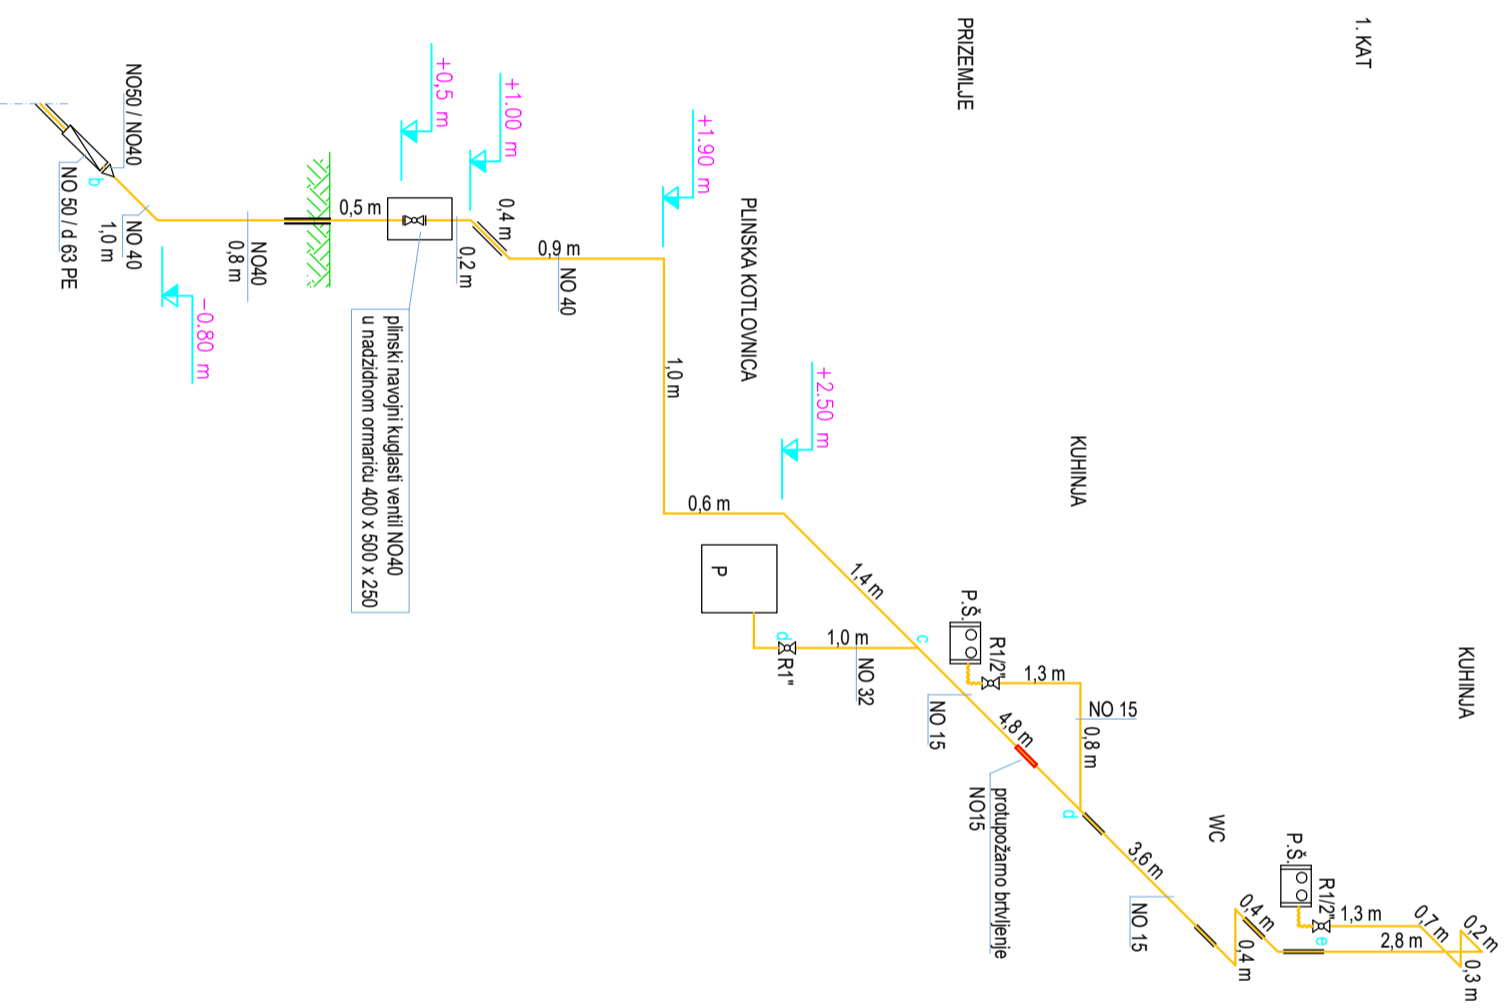 1. KAT
PRIZEMLJE
KUHINJA
KUHINJA
WC
PLINSKA KOTLOVNICA
+0,5 m
+1.00 m
+1.90 m
+2.50 m
-0.80 m
NO50 / NO40
NO 50 / d 63 PE
b
NO 40
1,0 m
NO40
0,8 m
0,5 m
0,2 m
0,4 m
0,9 m
NO 40
plinski navojni kuglasti ventil NO40
u nadzidnom ormariću 400 x 500 x 250
1,0 m
0,6 m
1,4 m
P
d
R1"
1,0 m
NO 32
c
P.Š.
R1/2"
1,3 m
NO 15
0,8 m
NO 15
4,8 m
protupožarno brtvljenje
NO15
d
3,6 m
NO 15
0,4 m
0,4 m
P.Š.
R1/2"
e
1,3 m
2,8 m
0,7 m
0,2 m
0,3 m